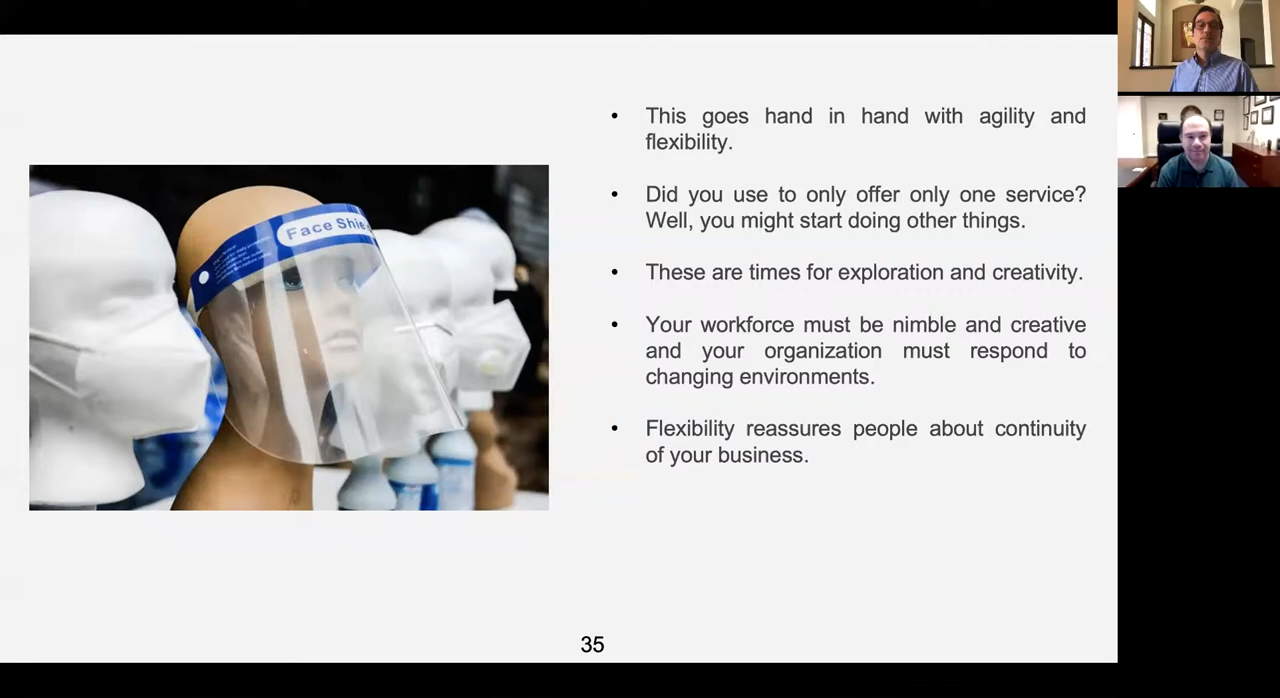 Face Shie
This goes hand in hand with agility and
flexibility.
Did you use to only offer only one service?
Well, you might start doing other things.
These are times for exploration and creativity.
Your workforce must be nimble and creative
and your organization must respond to
changing environments.
Flexibility reassures people about continuity
of your business.
35